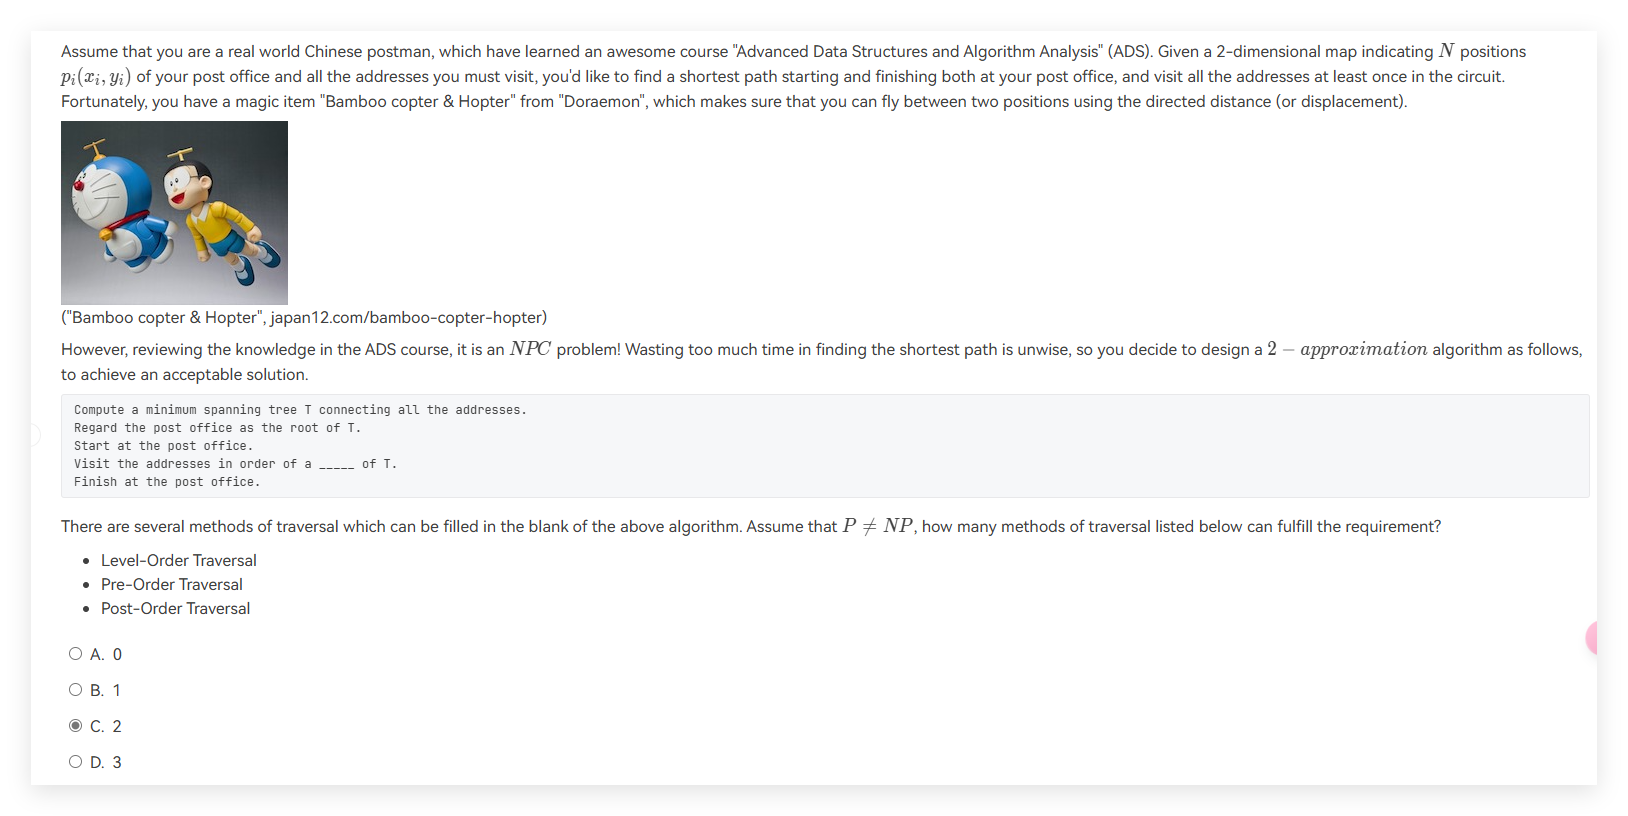 Assume that you are a real world Chinese postman, which have learned an awesome course "Advanced Data Structures and Algorithm Analysis" (ADS). Given a 2-dimensional map indicating N positions
p_i(x_i, y_i) of your post office and all the addresses you must visit, you'd like to find a shortest path starting and finishing both at your post office, and visit all the addresses at least once in the circuit.
Fortunately, you have a magic item "Bamboo copter & Hopter" from "Doraemon", which makes sure that you can fly between two positions using the directed distance (or displacement).
("Bamboo copter & Hopter", japan12.com/bamboo-copter-hopter)
However, reviewing the knowledge in the ADS course, it is an NPC problem! Wasting too much time in finding the shortest path is unwise, so you decide to design a 2 − approximation algorithm as follows,
to achieve an acceptable solution.
Compute a minimum spanning tree T connecting all the addresses.
Regard the post office as the root of T.
Start at the post office.
Visit the addresses in order of a _____ of T.
Finish at the post office.
There are several methods of traversal which can be filled in the blank of the above algorithm. Assume that P ≠ NP, how many methods of traversal listed below can fulfill the requirement?
• Level-Order Traversal
• Pre-Order Traversal
• Post-Order Traversal
A. 0
B. 1
C. 2
D. 3